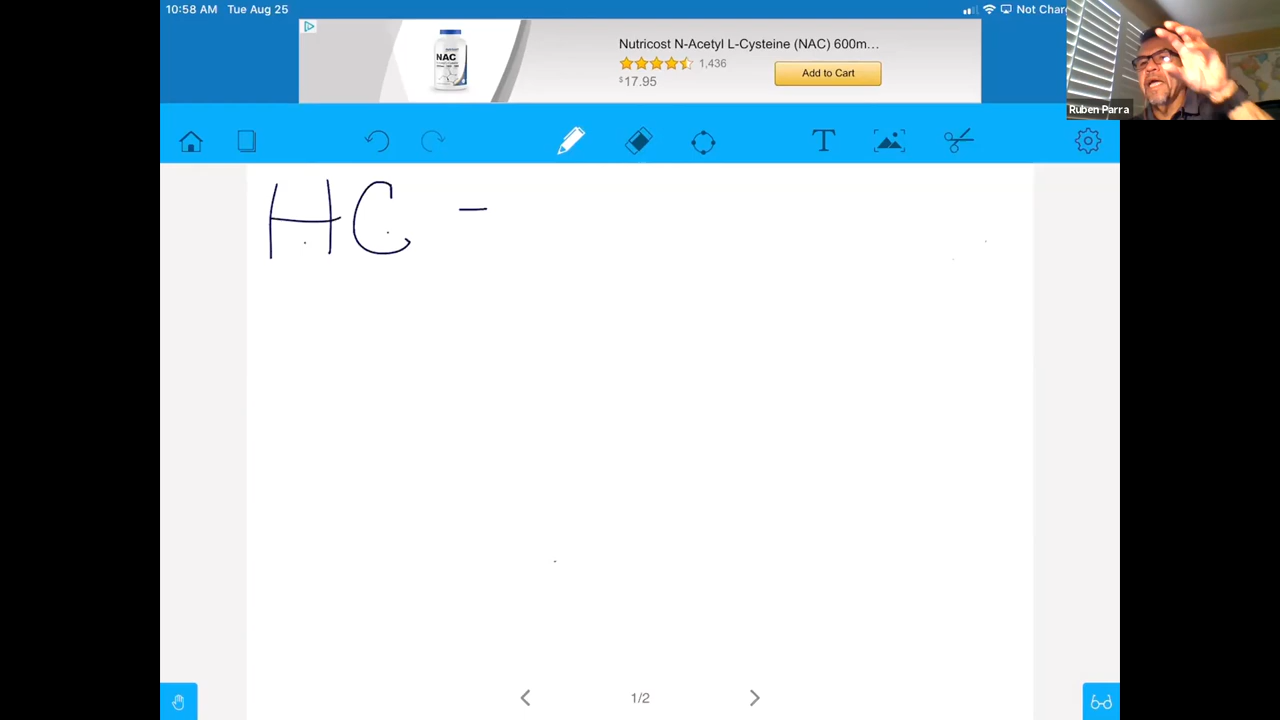 10:58 AM Tue Aug 25
Not Char
Nutricost N-Acetyl L-Cysteine (NAC) 600m...
1,436
$17.95
Add to Cart
NAC
Ruben Parra
T
HC -
1/2